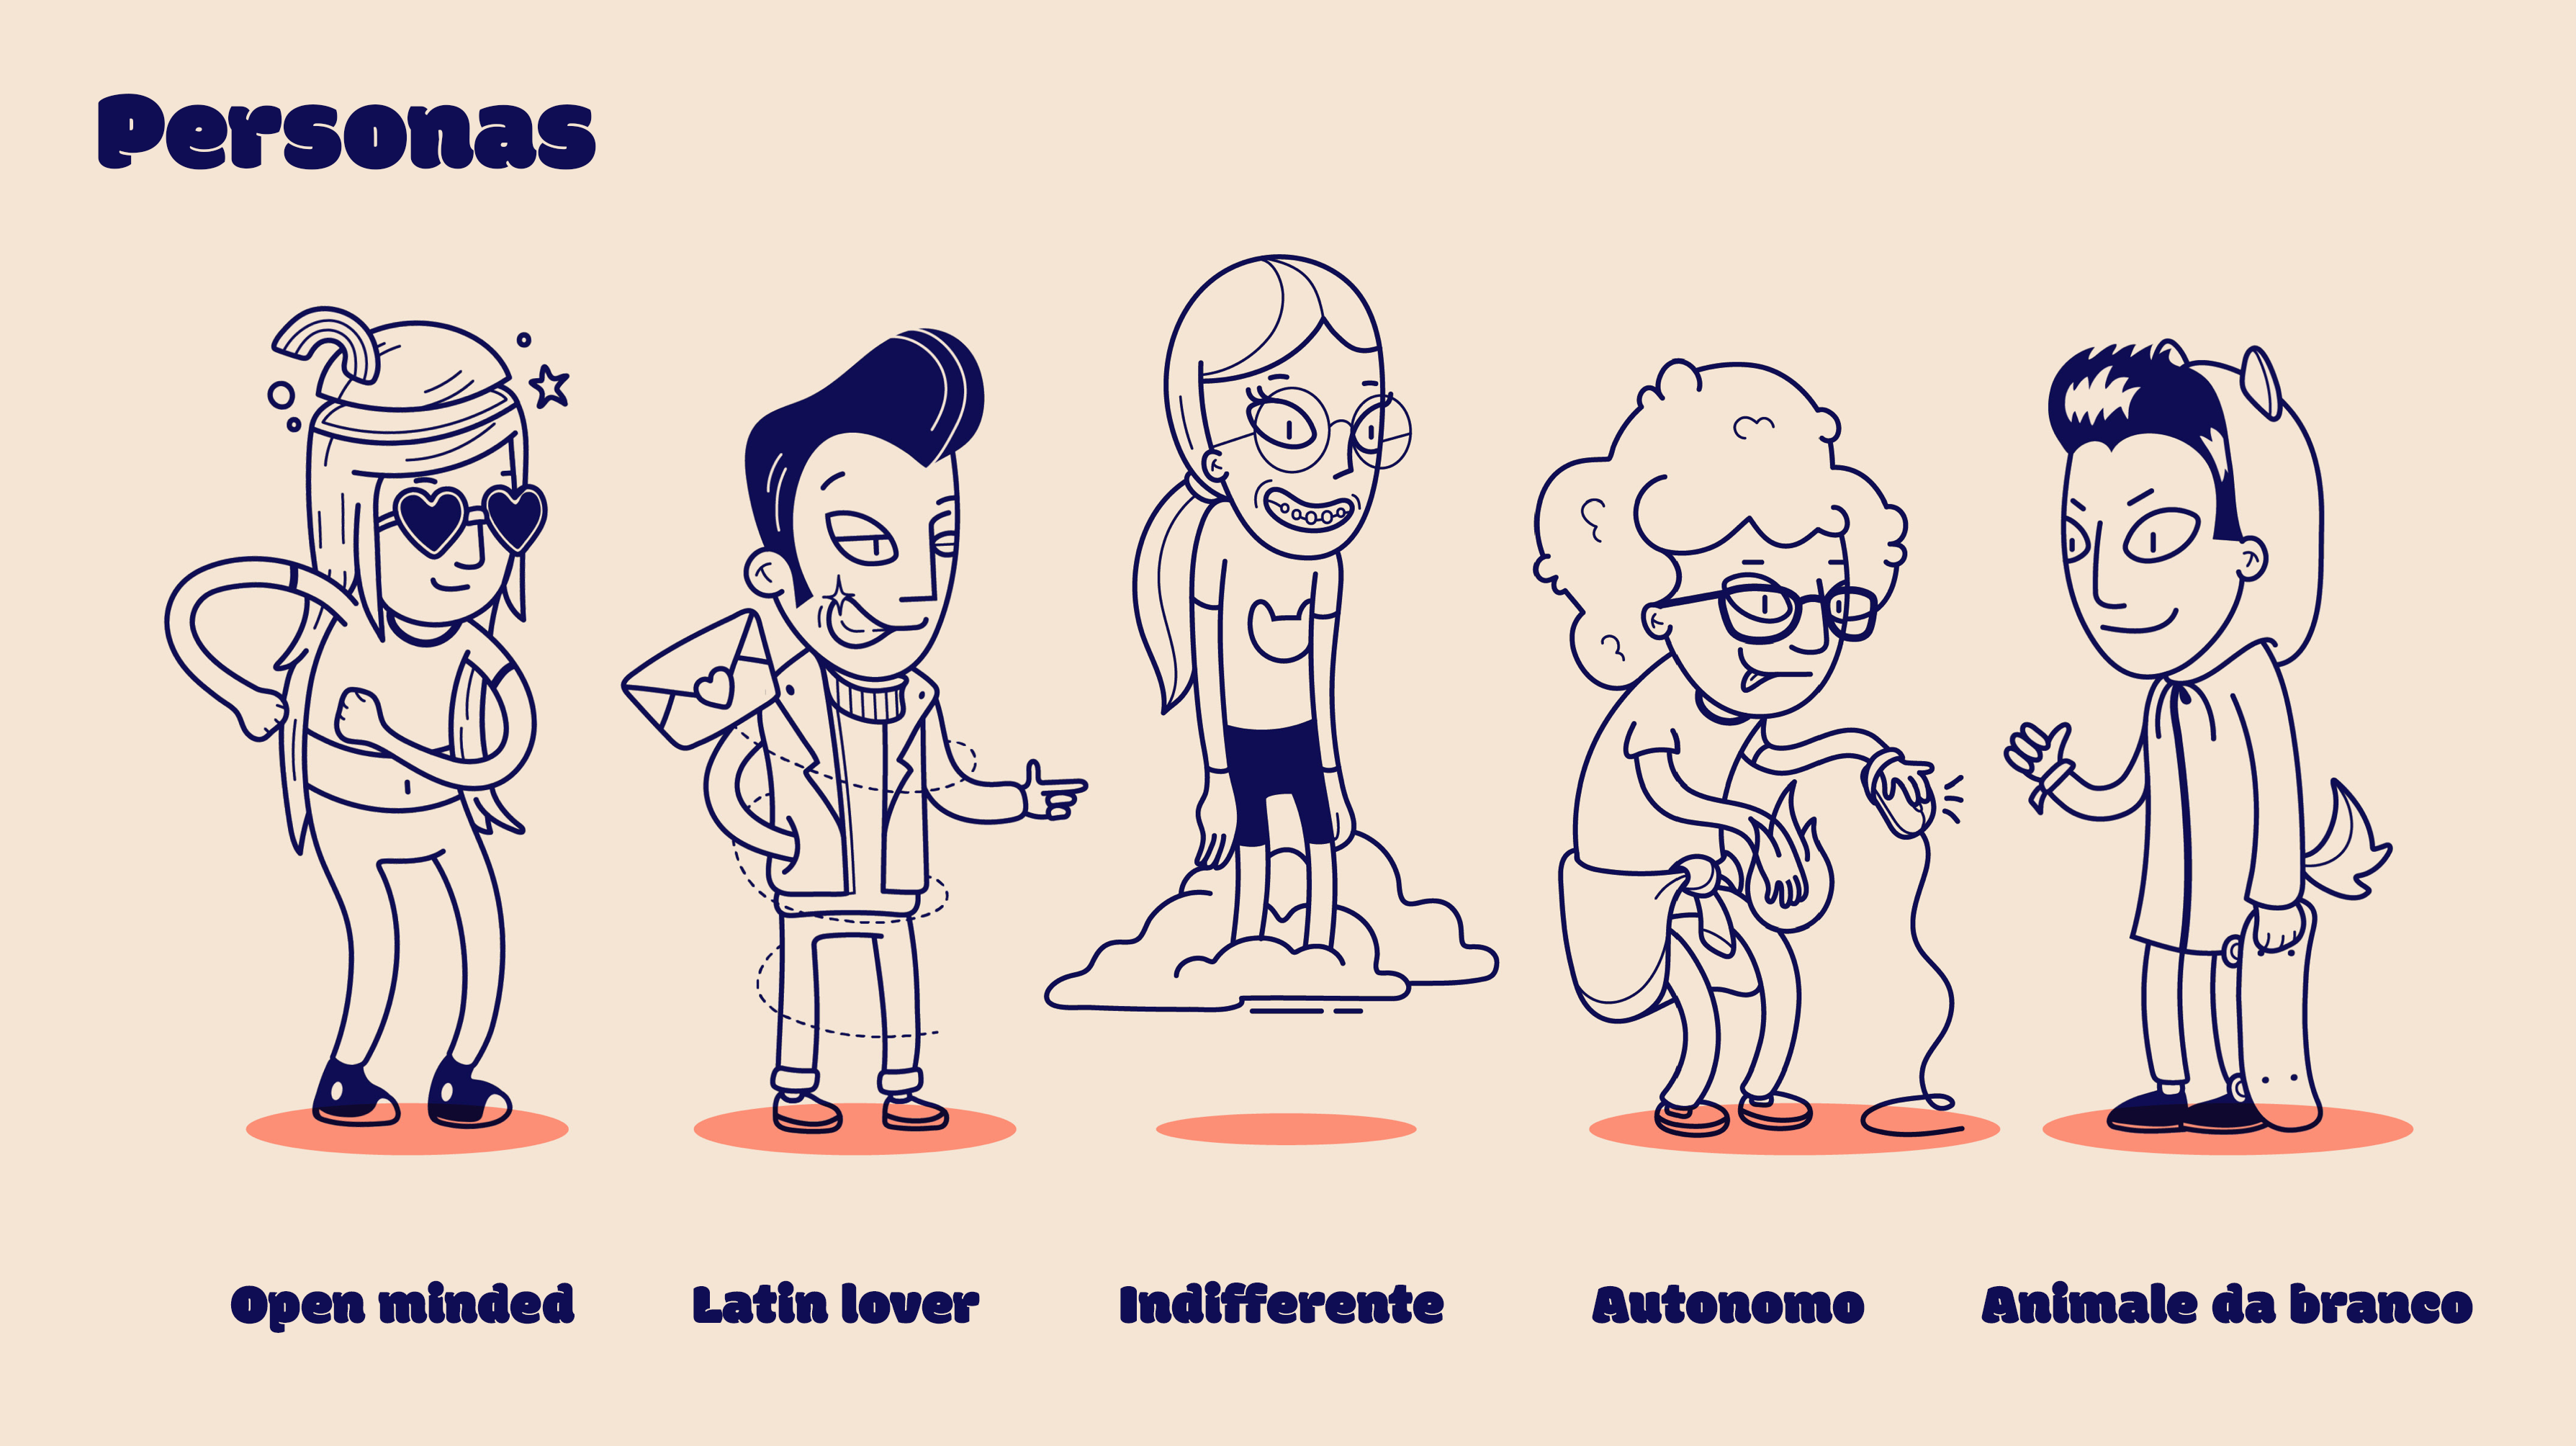 Personas
Open minded
Latin lover
Indifferente
Autonomo
Animale da branco